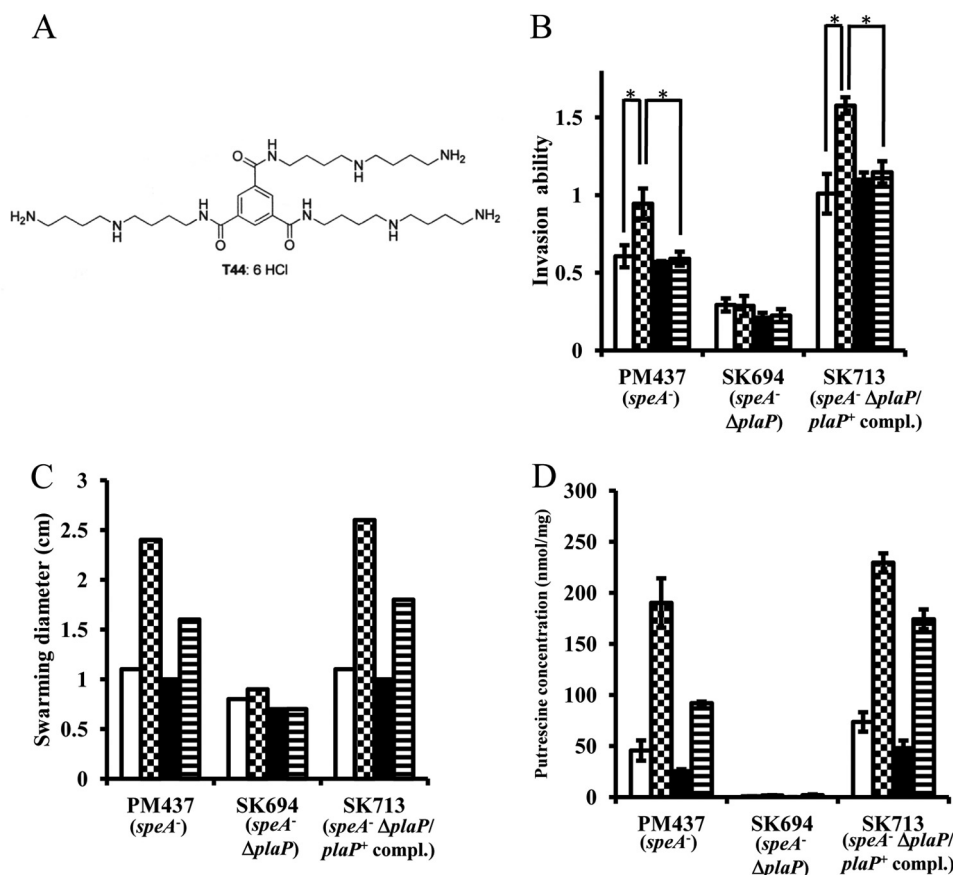 A
B
H
N
NH2
O
N
H
H2N
N
H
H
N
O
O
H
N
N
H
NH2
T44: 6 HCl
Invasion ability
1.5
1
0.5
0
* *
* *
PM437
(speA-)
SK694
(speA-
ΔplaP)
SK713
(speA- ΔplaP/
plaP+ compl.)
C
Swarming diameter (cm)
3
2.5
2
1.5
1
0.5
0
PM437
(speA-)
SK694
(speA-
ΔplaP)
SK713
(speA- ΔplaP/
plaP+ compl.)
D
Putrescine concentration (nmol/mg)
300
250
200
150
100
50
0
PM437
(speA-)
SK694
(speA-
ΔplaP)
SK713
(speA- ΔplaP/
plaP+ compl.)